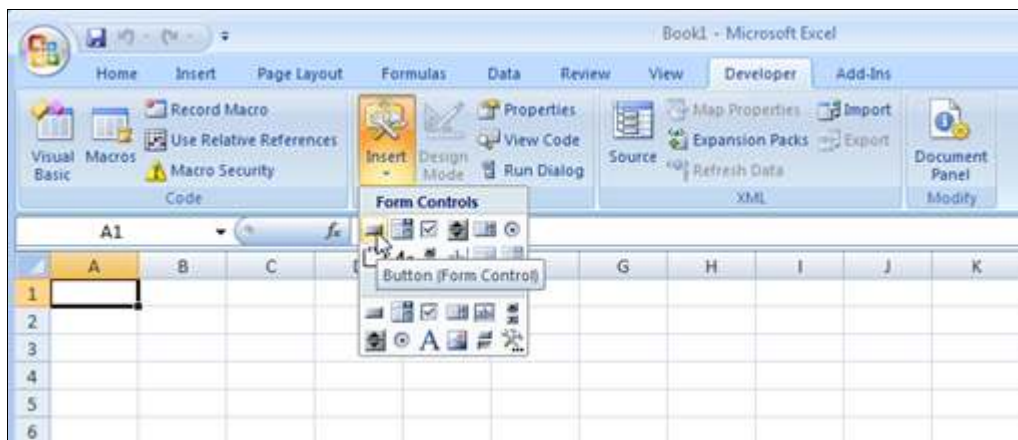 Book1 - Microsoft Excel
Home Insert Page Layout Formulas Data Review View Developer Add-Ins
Visual Basic
Macros
Record Macro
Use Relative References
Macro Security
Code
Insert
Design Mode
Properties
View Code
Run Dialog
Source
Map Properties
Expansion Packs
Refresh Data
Import
Export
XML
Document Panel
Modify
Form Controls
A1 fx
Button (Form Control)
A B C G H I J K
1
2
3
4
5
6